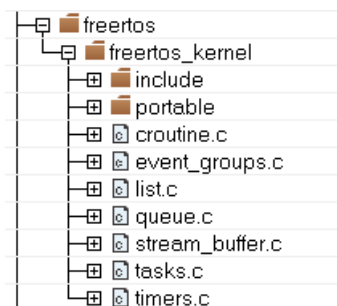 freertos
freertos_kernel
include
portable
croutine.c
event_groups.c
list.c
queue.c
stream_buffer.c
tasks.c
timers.c